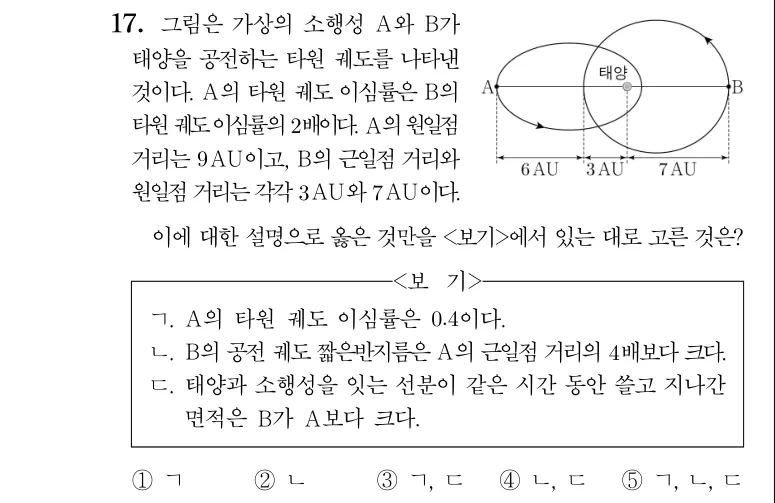 17. 그림은 가상의 소행성 A와 B가
태양을 공전하는 타원 궤도를 나타낸
것이다. A의 타원 궤도 이심률은 B의
타원 궤도 이심률의 2배이다. A의 원일점
거리는 9AU이고, B의 근일점 거리와
원일점 거리는 각각 3AU와 7AU이다.
태양
A
B
6AU 3AU 7AU
이에 대한 설명으로 옳은 것만을 <보기>에서 있는 대로 고른 것은?
<보 기>
ㄱ. A의 타원 궤도 이심률은 0.4이다.
ㄴ. B의 공전 궤도 짧은반지름은 A의 근일점 거리의 4배보다 크다.
ㄷ. 태양과 소행성을 잇는 선분이 같은 시간 동안 쓸고 지나간
면적은 B가 A보다 크다.
① ㄱ ② ㄴ ③ ㄱ, ㄷ ④ ㄴ, ㄷ ⑤ ㄱ, ㄴ, ㄷ